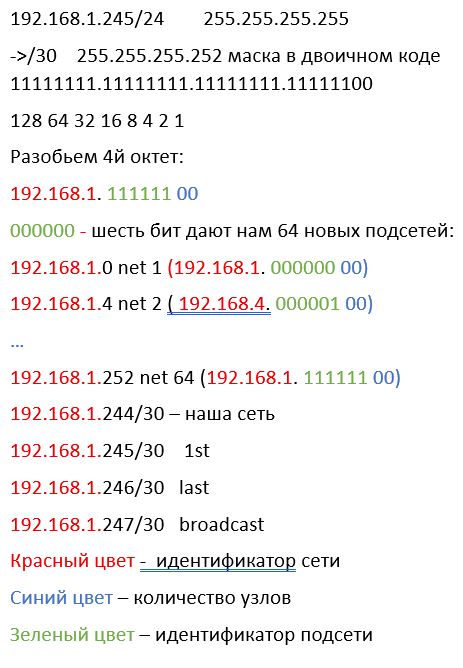 192.168.1.245/24 255.255.255.255
->/30 255.255.255.252 маска в двоичном коде
11111111.11111111.11111111.11111100
128 64 32 16 8 4 2 1
Разобьем 4й октет:
192.168.1. 111111 00
000000 - шесть бит дают нам 64 новых подсетей:
192.168.1.0 net 1 (192.168.1. 000000 00)
192.168.1.4 net 2 ( 192.168.4. 000001 00)
...
192.168.1.252 net 64 (192.168.1. 111111 00)
192.168.1.244/30 – наша сеть
192.168.1.245/30 1st
192.168.1.246/30 last
192.168.1.247/30 broadcast
Красный цвет - идентификатор сети
Синий цвет – количество узлов
Зеленый цвет – идентификатор подсети